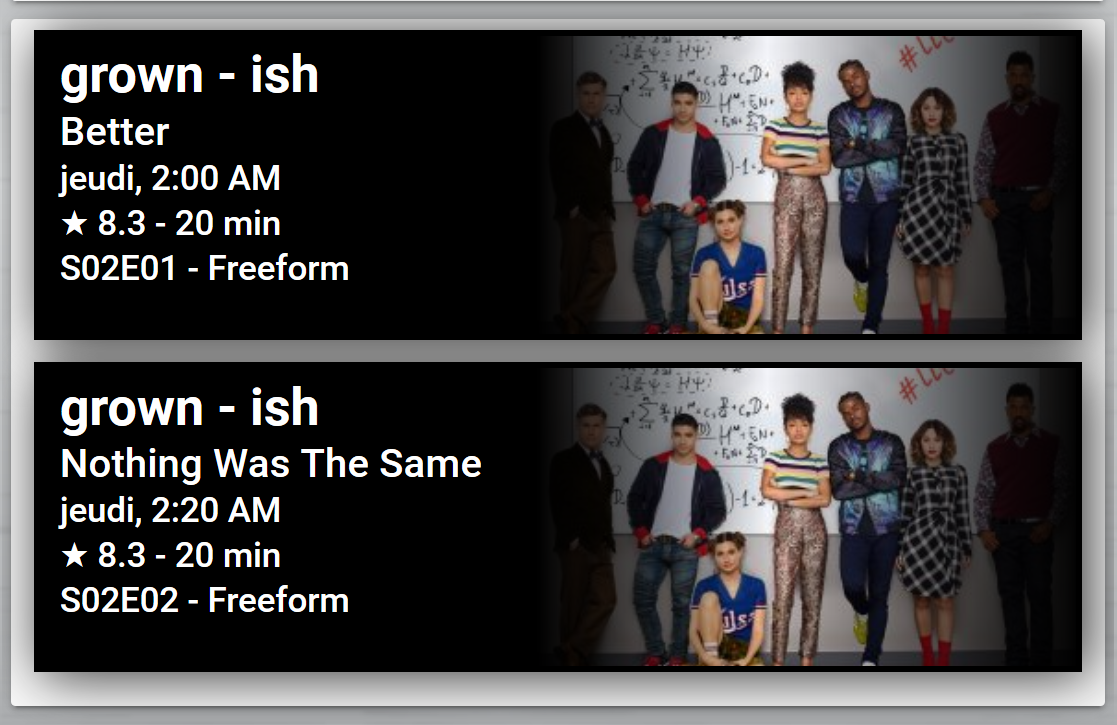 grown - ish
Better
jeudi, 2:00 AM
★ 8.3 - 20 min
S02E01 - Freeform
grown - ish
Nothing Was The Same
jeudi, 2:20 AM
★ 8.3 - 20 min
S02E02 - Freeform